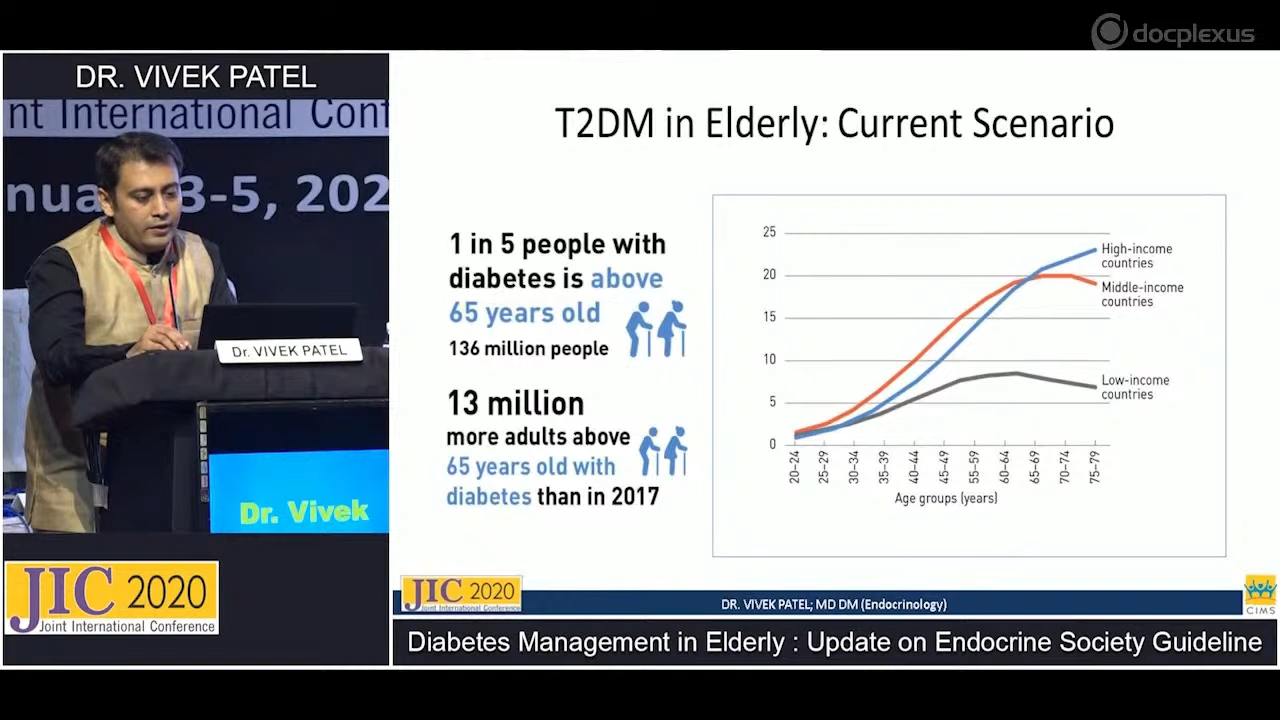 docplexus
DR. VIVEK PATEL
nt International Conf
nua 3-5, 202
Dr. VIVEK PATEL
Dr. Vivek
JIC 2020
Joint International Conference
T2DM in Elderly: Current Scenario
1 in 5 people with
diabetes is above
65 years old
136 million people
13 million
more adults above
65 years old with
diabetes than in 2017
25
20
15
10
5
0
High-income
countries
Middle-income
countries
Low-income
countries
20–24
25–29
30–34
35–39
40–44
45–49
55–59
60–64
65–69
70–74
75–79
Age groups (years)
JIC 2020
Joint International Conference
DR. VIVEK PATEL; MD DM (Endocrinology)
CIMS
Diabetes Management in Elderly : Update on Endocrine Society Guideline